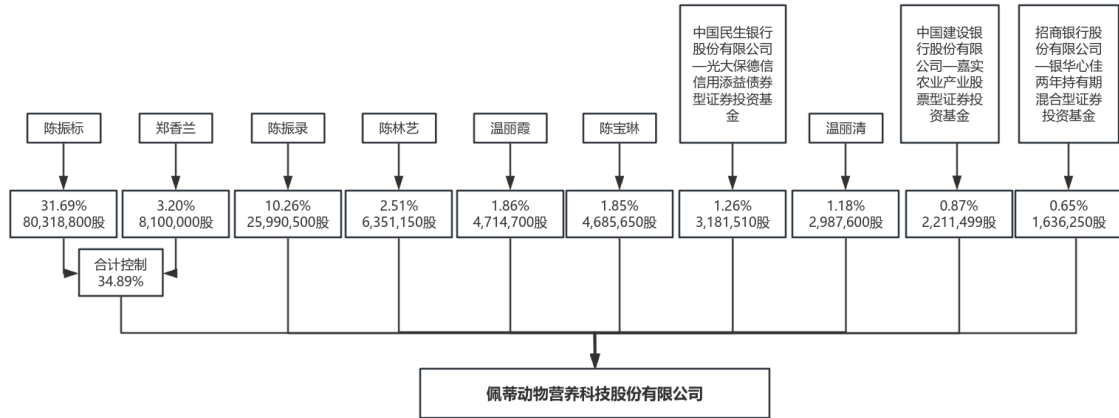 中国民生银行
股份有限公司
—光大保德信
信用添益债券
型证券投资基
金
中国建设银
行股份有限
公司—嘉实
农业产业股
票型证券投
资基金
招商银行股
份有限公司
—银华心佳
两年持有期
混合型证券
投资基金
陈振标
郑香兰
陈振录
陈林艺
温丽霞
陈宝琳
温丽清
31.69%
80,318,800股
3.20%
8,100,000股
10.26%
25,990,500股
2.51%
6,351,150股
1.86%
4,714,700股
1.85%
4,685,650股
1.26%
3,181,510股
1.18%
2,987,600股
0.87%
2,211,499股
0.65%
1,636,250股
合计控制
34.89%
佩蒂动物营养科技股份有限公司